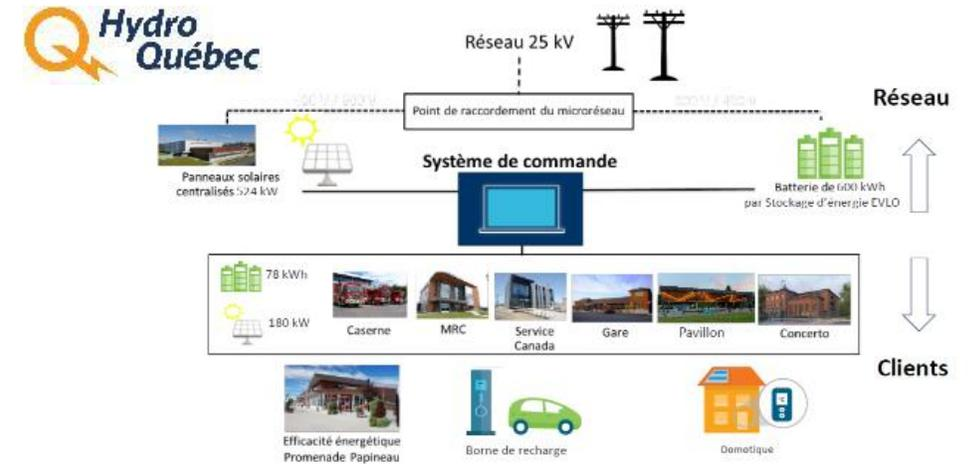 Hydro
Québec
Réseau 25 kV
Réseau
Point de raccordement du microréseau
Système de commande
Panneaux solaires
centralisés 524 kW
Batterie de 600 kWh
par Stockage d'énergie EVLO
78 kWh
180 kW
Caserne
MRC
Service
Canada
Gare
Pavillon
Concerto
Clients
Efficacité énergétique
Promenade Papineau
Borne de recharge
Domotique